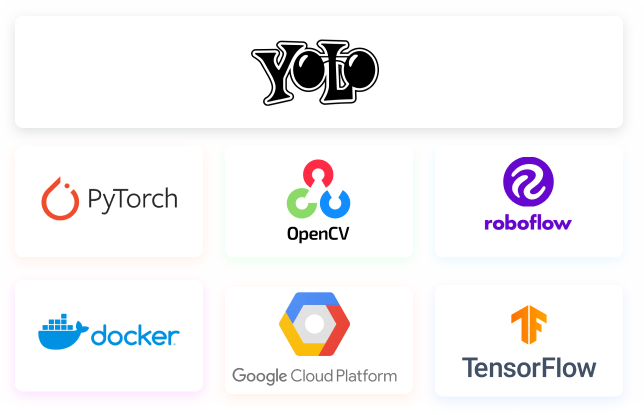 YOLO
PyTorch
OpenCV
roboflow
docker
Google Cloud Platform
TensorFlow